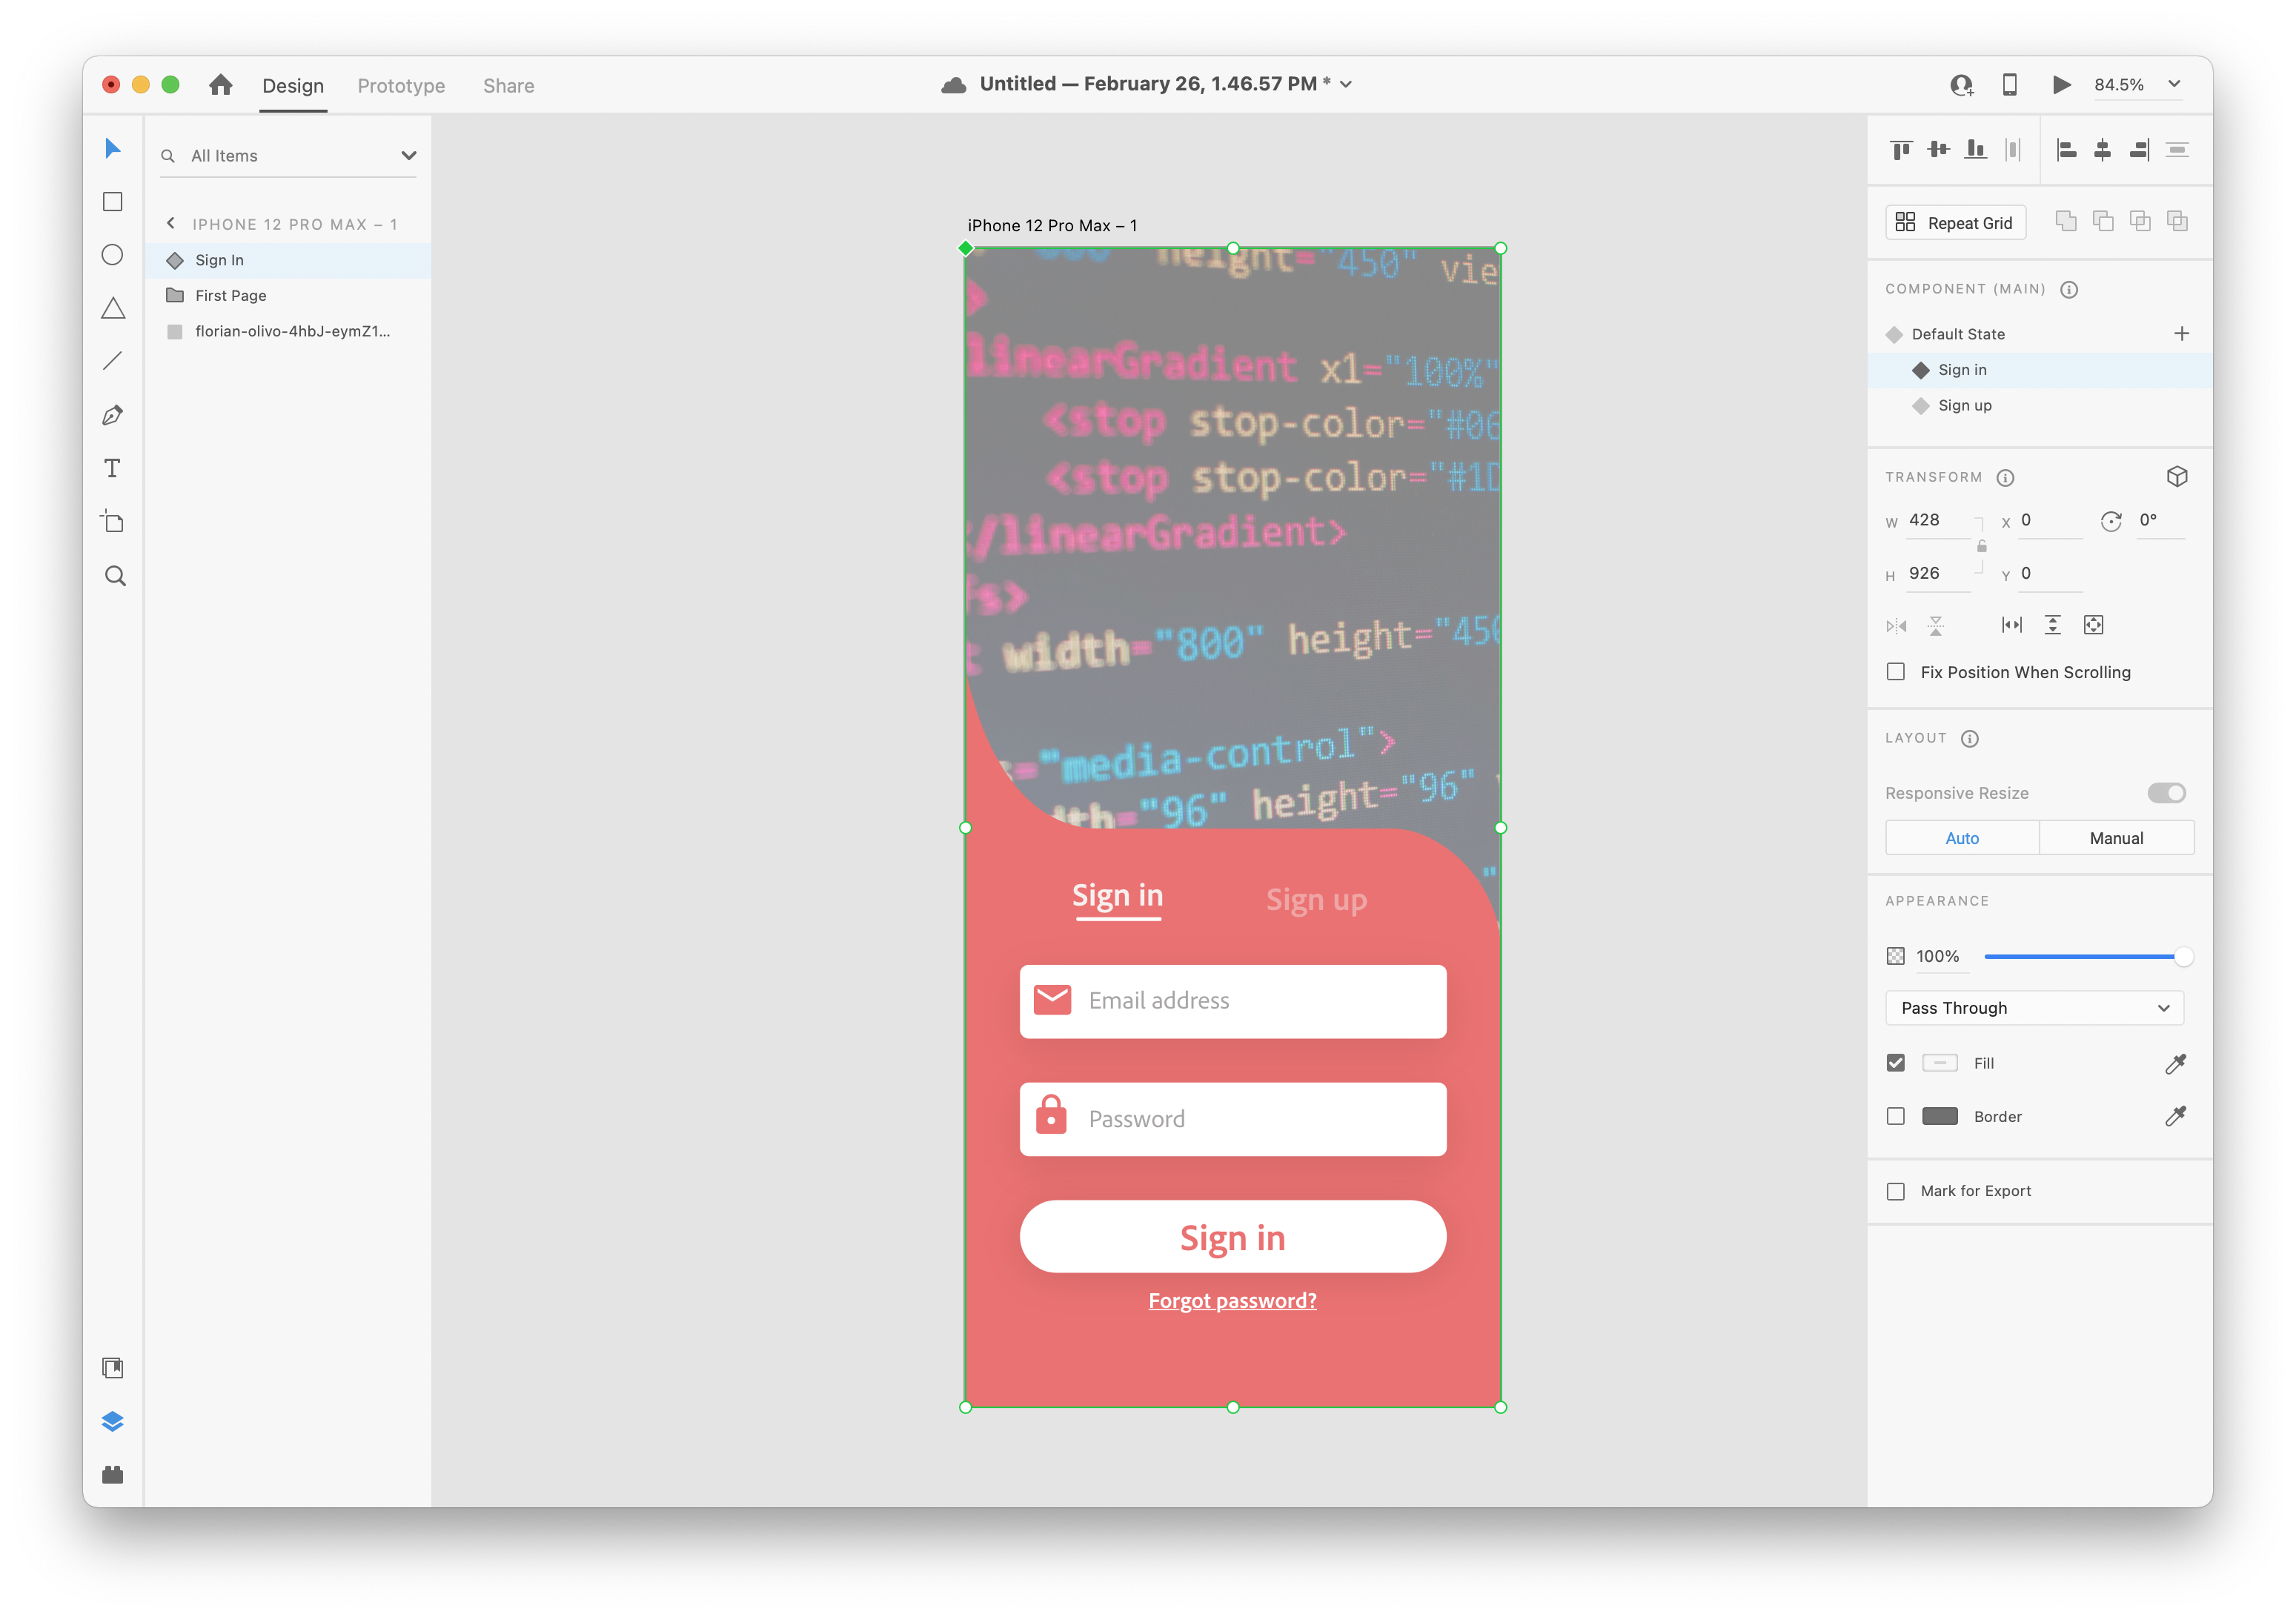 Design Prototype Share
Untitled — February 26, 1.46.57 PM *
84.5%
All Items
IPHONE 12 PRO MAX – 1
Sign In
First Page
florian-olivo-4hbJ-eymZ1...
iPhone 12 Pro Max – 1
height="450" vie
>
linearGradient x1="100%"
<stop stop-color="#06
<stop stop-color="#1D
/linearGradient>
fs>
width="800" height="450
s="media-control">
dth="96" height="96"
"
Sign in Sign up
Email address
Password
Sign in
Forgot password?
Repeat Grid
COMPONENT (MAIN)
Default State
Sign in
Sign up
TRANSFORM
W 428 X 0 0°
H 926 Y 0
Fix Position When Scrolling
LAYOUT
Responsive Resize
Auto Manual
APPEARANCE
100%
Pass Through
Fill
Border
Mark for Export